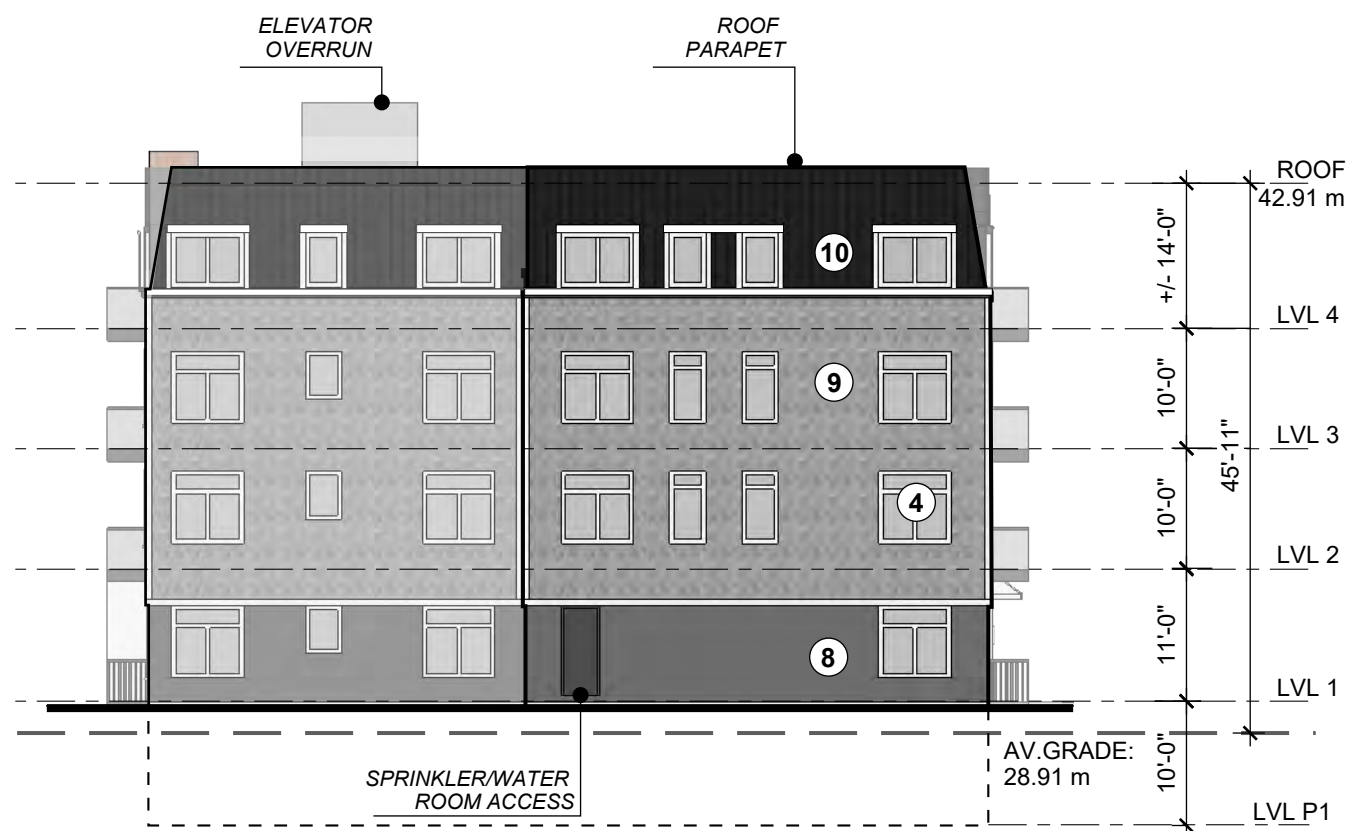 ELEVATOR
OVERRUN
ROOF
PARAPET
ROOF
42.91 m
10
+/- 14'-0"
LVL 4
9
10'-0"
LVL 3
45'-11"
4
10'-0"
LVL 2
8
11'-0"
LVL 1
AV.GRADE:
28.91 m
10'-0"
SPRINKLER/WATER
ROOM ACCESS
LVL P1